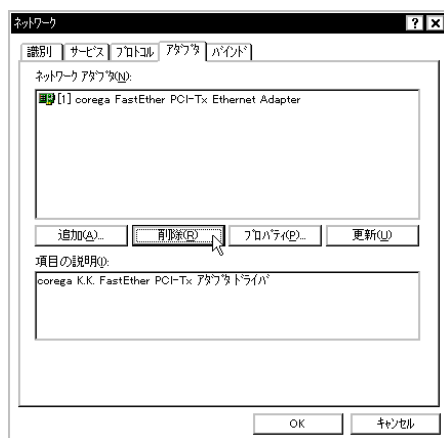 ネットワーク
識別 サービス プロトコル アダプタ バインド
ネットワーク アダプタ(N):
[1] corega FastEther PCI-Tx Ethernet Adapter
追加(A)... 削除(R) プロパティ(P)... 更新(U)
項目の説明(I):
corega K.K. FastEther PCI-Tx アダプタ ドライバ
OK キャンセル